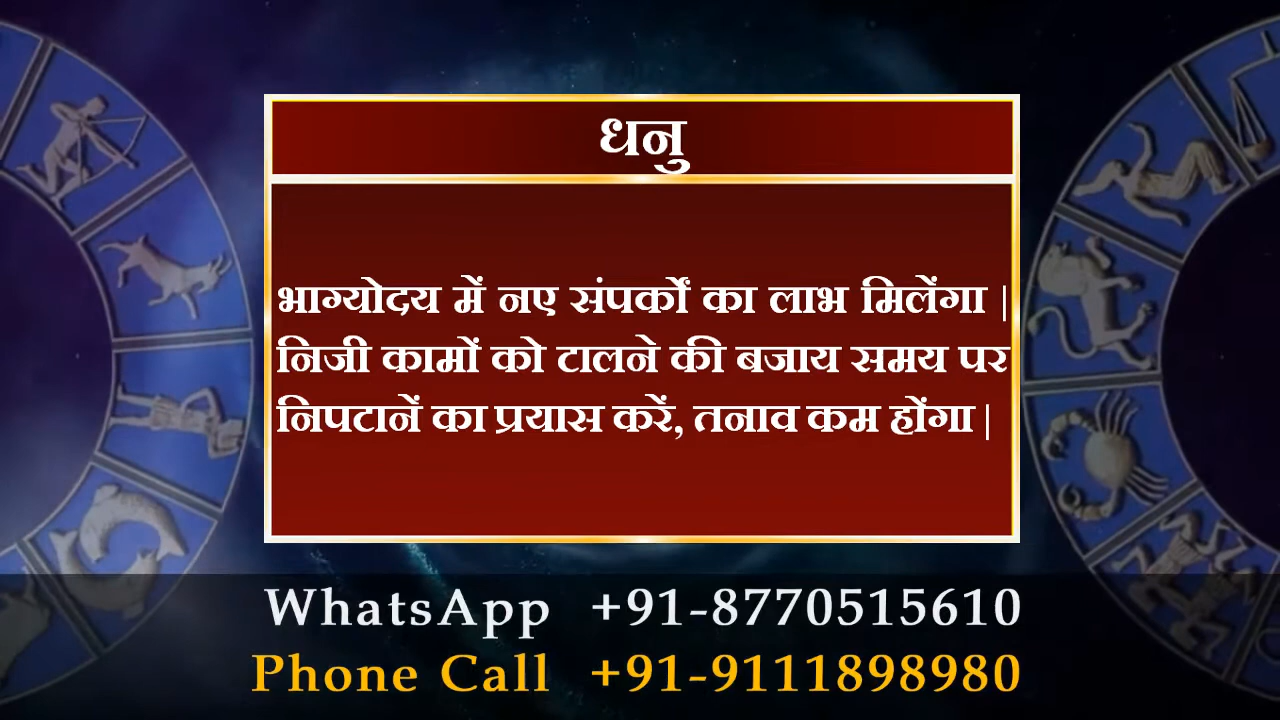 धनु
भाग्योदय में नए संपर्कों का लाभ मिलेंगा |
निजी कामों को टालने की बजाय समय पर
निपटानें का प्रयास करें, तनाव कम होंगा |
WhatsApp +91-8770515610
Phone Call +91-9111898980